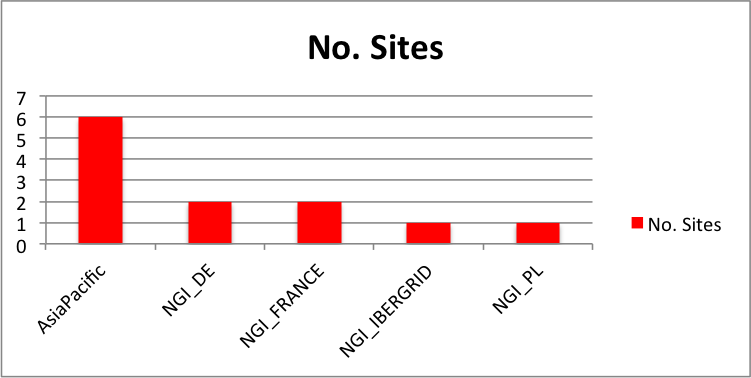 No. Sites
7
6
5
4
3
2
1
0
AsiaPacific
NGI_DE
NGI_FRANCE
NGI_IBERGRID
NGI_PL
No. Sites